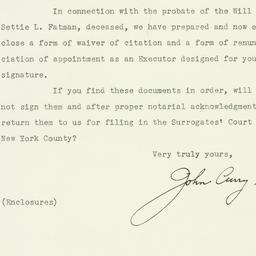 In connection with the probate of the Will
Settie L. Fatman, deceased, we have prepared and now e
close a form of waiver of citation and a form of renun
ciation of appointment as an Executor designed for you
signature.
If you find these documents in order, will
not sign them and after proper notarial acknowledgment
return them to us for filing in the Surrogates' Court
New York County?
Very truly yours,
John Curry
(Enclosures)